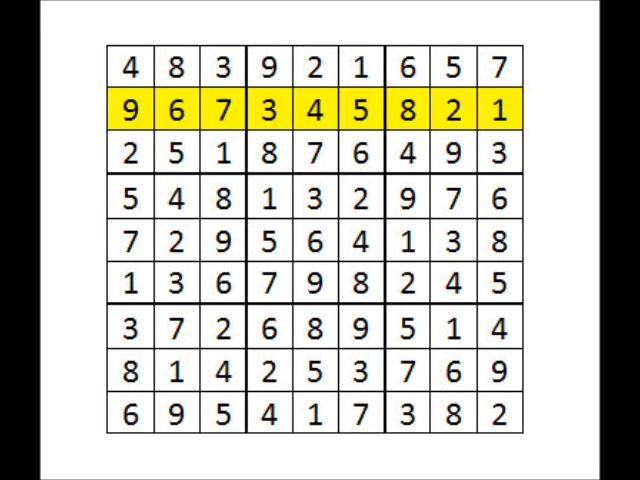 4 8 3 9 2 1 6 5 7
9 6 7 3 4 5 8 2 1
2 5 1 8 7 6 4 9 3
5 4 8 1 3 2 9 7 6
7 2 9 5 6 4 1 3 8
1 3 6 7 9 8 2 4 5
3 7 2 6 8 9 5 1 4
8 1 4 2 5 3 7 6 9
6 9 5 4 1 7 3 8 2